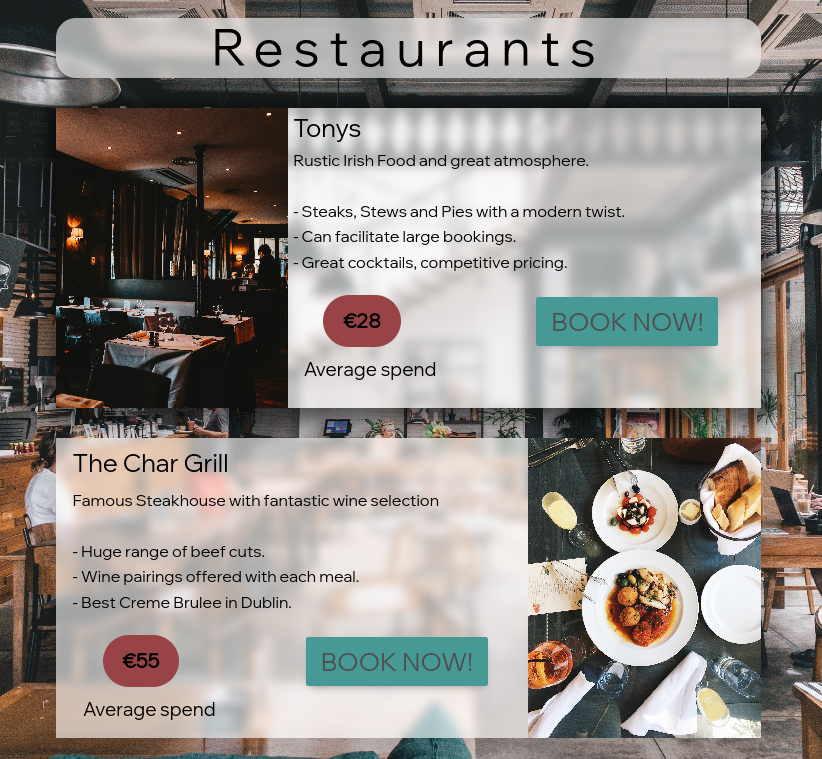 Restaurants
Tonys
Rustic Irish Food and great atmosphere.
- Steaks, Stews and Pies with a modern twist.
- Can facilitate large bookings.
- Great cocktails, competitive pricing.
€28
BOOK NOW!
Average spend
The Char Grill
Famous Steakhouse with fantastic wine selection
- Huge range of beef cuts.
- Wine pairings offered with each meal.
- Best Creme Brulee in Dublin.
€55
BOOK NOW!
Average spend